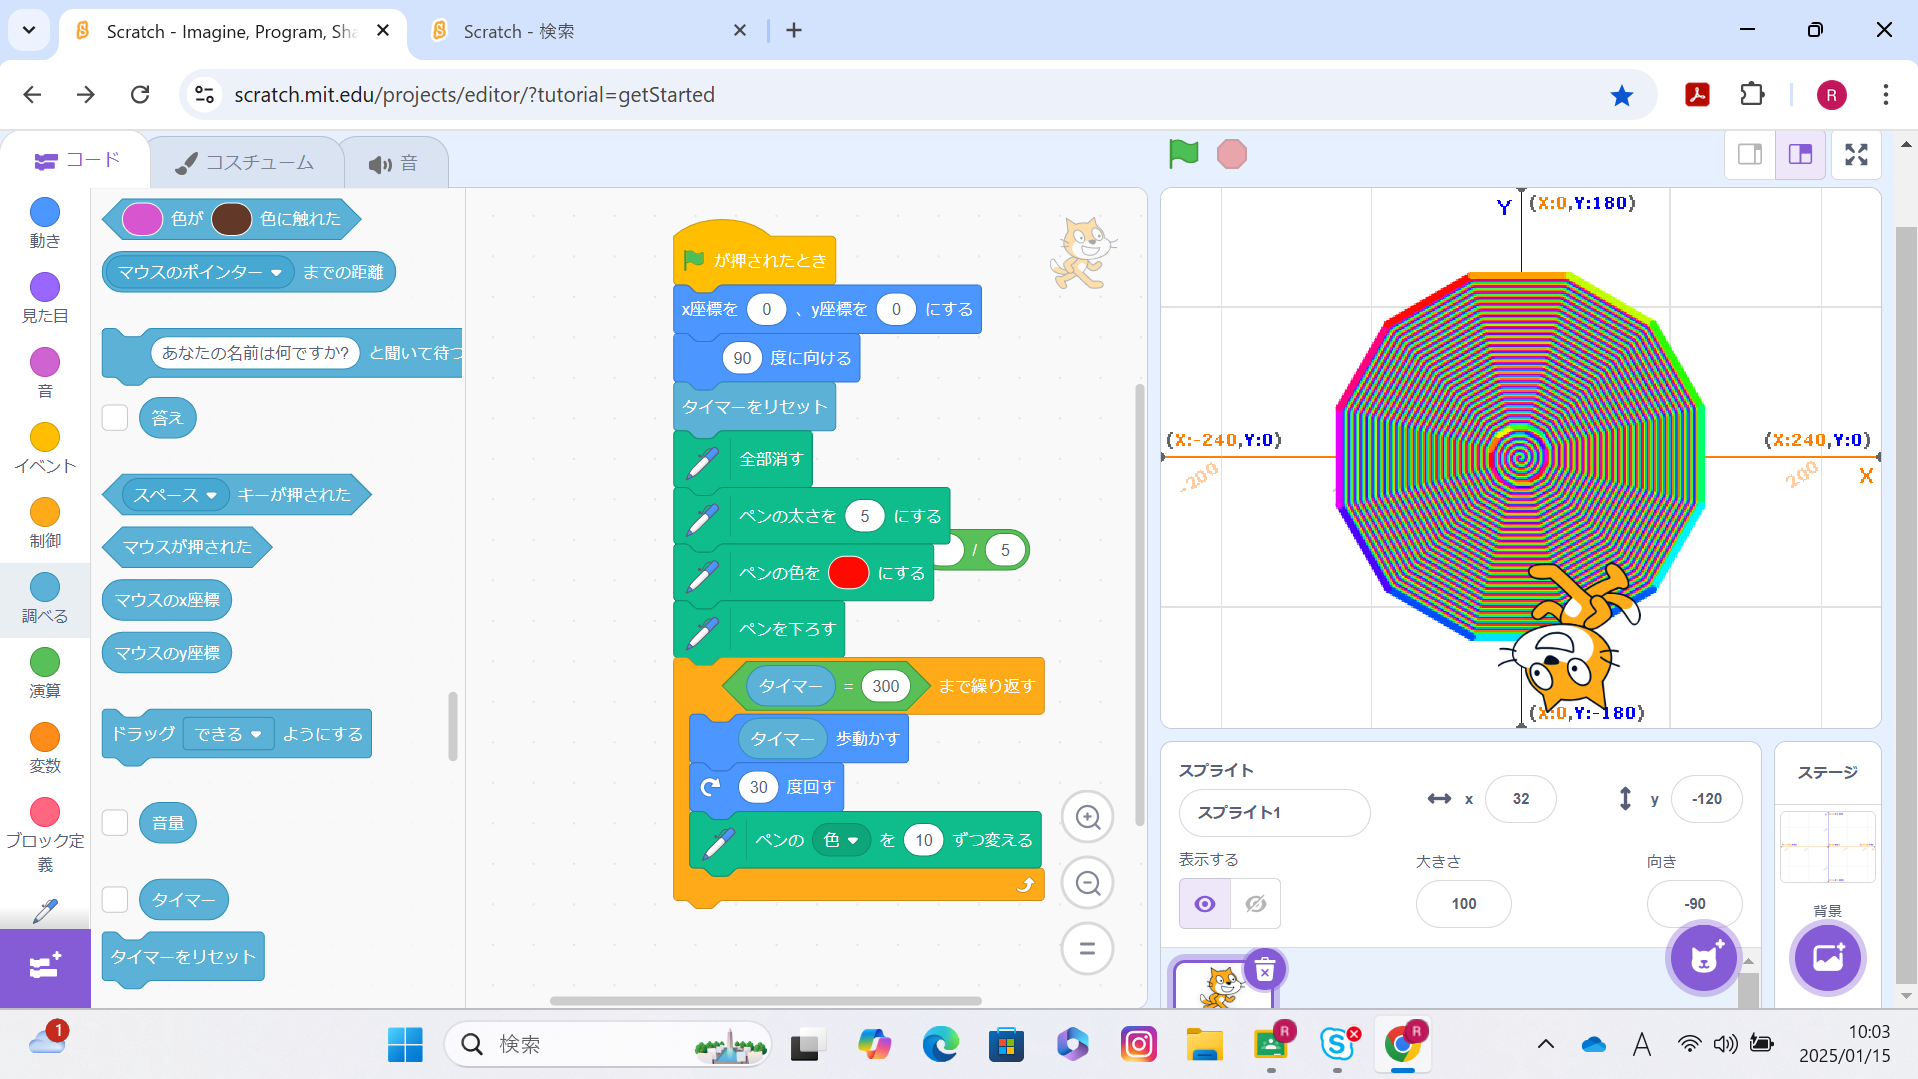 Scratch - Imagine, Program, Sha
Scratch - 検索
scratch.mit.edu/projects/editor/?tutorial=getStarted
R
コード
コスチューム
音
動き
見た目
音
イベント
制御
調べる
演算
変数
ブロック定
義
色が 色に触れた
マウスのポインター までの距離
あなたの名前は何ですか? と聞いて待つ
答え
スペース キーが押された
マウスが押された
マウスのx座標
マウスのy座標
ドラッグ できる ようにする
音量
タイマー
タイマーをリセット
が押されたとき
x座標を 0 、y座標を 0 にする
90 度に向ける
タイマーをリセット
全部消す
ペンの太さを 5 にする
/ 5
ペンの色を にする
ペンを下ろす
タイマー = 300 まで繰り返す
タイマー 歩動かす
30 度回す
ペンの 色 を 10 ずつ変える
Y (X:0,Y:180)
(X:-240,Y:0)
(X:240,Y:0)
-200
200
X
(X:0,Y:-180)
スプライト
スプライト1
x 32
y -120
表示する
大きさ
100
向き
-90
ステージ
背景
1
検索
R
R
A
10:03
2025/01/15